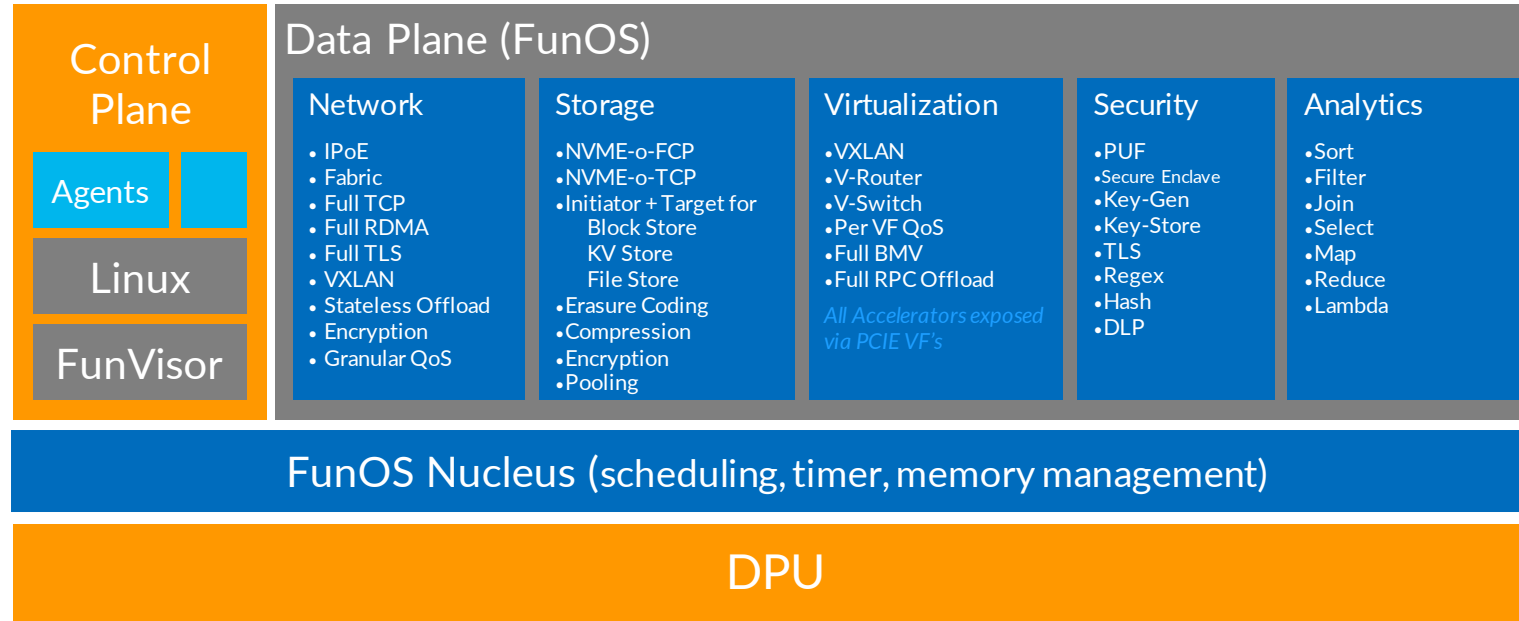 Control
Plane
Agents
Linux
FunVisor
Data Plane (FunOS)
Network
• IPoE
• Fabric
• Full TCP
• Full RDMA
• Full TLS
• VXLAN
• Stateless Offload
• Encryption
• Granular QoS
Storage
•NVME-o-FCP
•NVME-o-TCP
•Initiator + Target for
Block Store
KV Store
File Store
•Erasure Coding
•Compression
•Encryption
•Pooling
Virtualization
•VXLAN
•V-Router
•V-Switch
•Per VF QoS
•Full BMV
•Full RPC Offload
All Accelerators exposed
via PCIE VF's
Security
•PUF
•Secure Enclave
•Key-Gen
•Key-Store
•TLS
•Regex
•Hash
•DLP
Analytics
•Sort
•Filter
•Join
•Select
•Map
•Reduce
•Lambda
FunOS Nucleus (scheduling, timer, memory management)
DPU